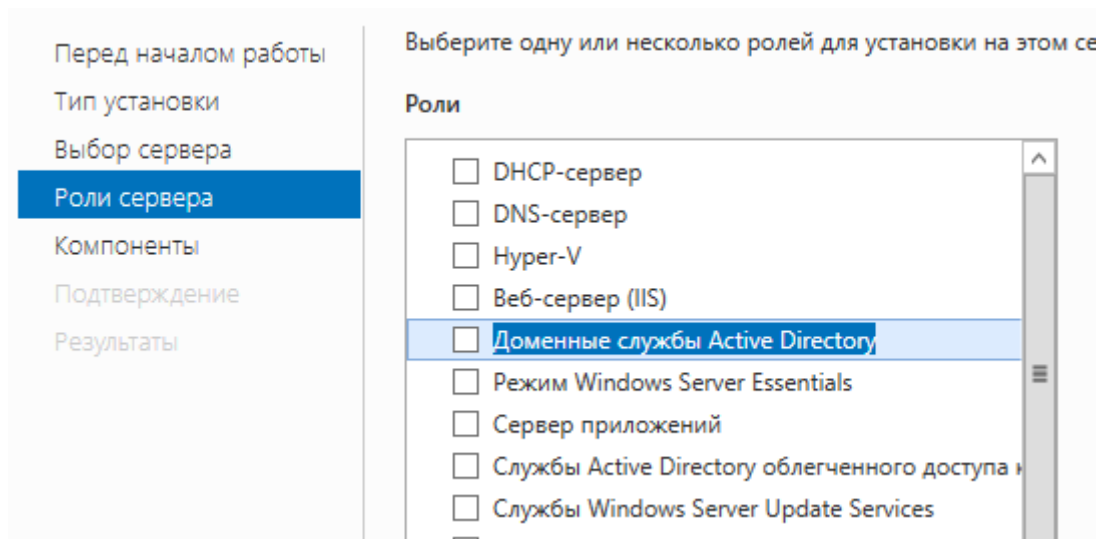 Перед началом работы
Тип установки
Выбор сервера
Роли сервера
Компоненты
Подтверждение
Результаты
Выберите одну или несколько ролей для установки на этом се
Роли
DHCP-сервер
DNS-сервер
Hyper-V
Веб-сервер (IIS)
Доменные службы Active Directory
Режим Windows Server Essentials
Сервер приложений
Службы Active Directory облегченного доступа к
Службы Windows Server Update Services